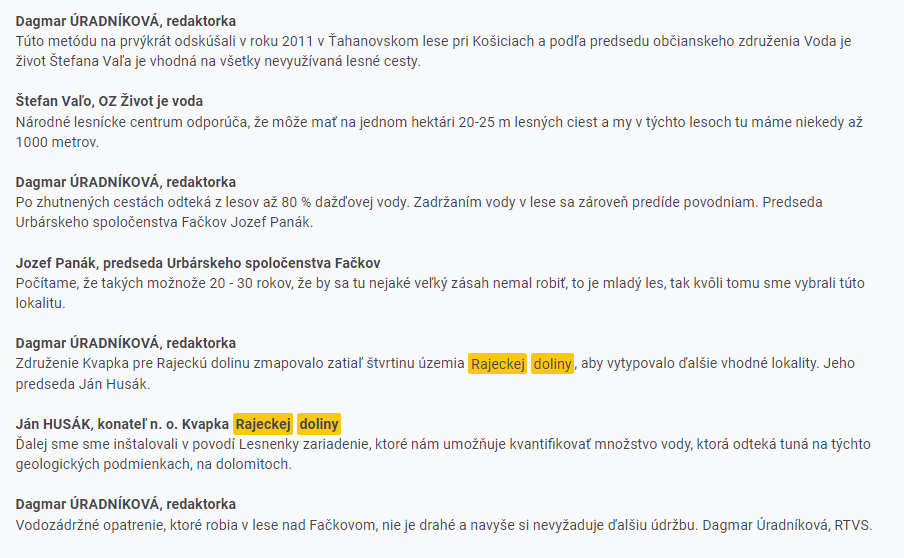 Dagmar ÚRADNÍKOVÁ, redaktorka
Túto metódu na prvýkrát odskúšali v roku 2011 v Ťahanovskom lese pri Košiciach a podľa predsedu občianskeho združenia Voda je
život Štefana Vaľa je vhodná na všetky nevyužívaná lesné cesty.
Štefan Vaľo, OZ Život je voda
Národné lesnícke centrum odporúča, že môže mať na jednom hektári 20-25 m lesných ciest a my v týchto lesoch tu máme niekedy až
1000 metrov.
Dagmar ÚRADNÍKOVÁ, redaktorka
Po zhutnených cestách odteká z lesov až 80 % dažďovej vody. Zadržaním vody v lese sa zároveň predíde povodniam. Predseda
Urbárskeho spoločenstva Fačkov Jozef Panák.
Jozef Panák, predseda Urbárskeho spoločenstva Fačkov
Počítame, že takých možnože 20 - 30 rokov, že by sa tu nejaké veľký zásah nemal robiť, to je mladý les, tak kvôli tomu sme vybrali túto
lokalitu.
Dagmar ÚRADNÍKOVÁ, redaktorka
Združenie Kvapka pre Rajeckú dolinu zmapovalo zatiaľ štvrtinu územia Rajeckej doliny, aby vytypovalo ďalšie vhodné lokality. Jeho
predseda Ján Husák.
Ján HUSÁK, konateľ n. o. Kvapka Rajeckej doliny
Ďalej sme sme inštalovali v povodí Lesnenky zariadenie, ktoré nám umožňuje kvantifikovať množstvo vody, ktorá odteká tuná na týchto
geologických podmienkach, na dolomitoch.
Dagmar ÚRADNÍKOVÁ, redaktorka
Vodozádržné opatrenie, ktoré robia v lese nad Fačkovom, nie je drahé a navyše si nevyžaduje ďalšiu údržbu. Dagmar Úradníková, RTVS.